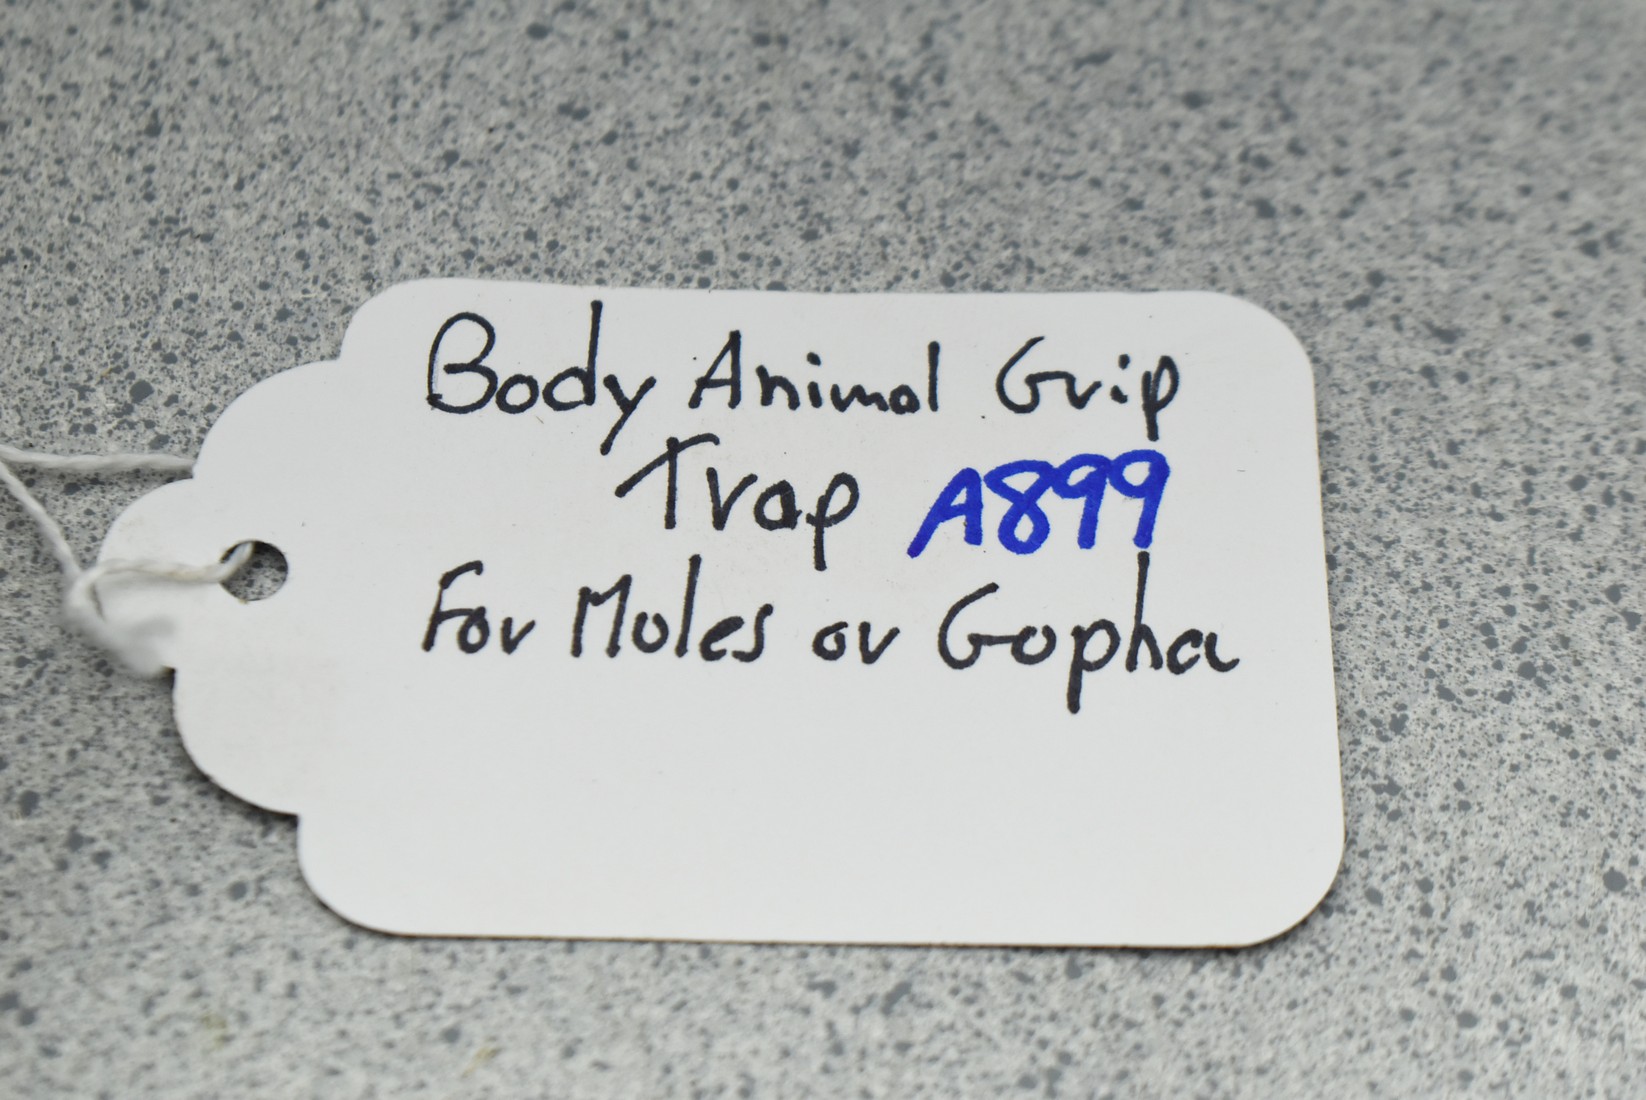 Body Animal Grip
Trap A899
For Moles or Gopha